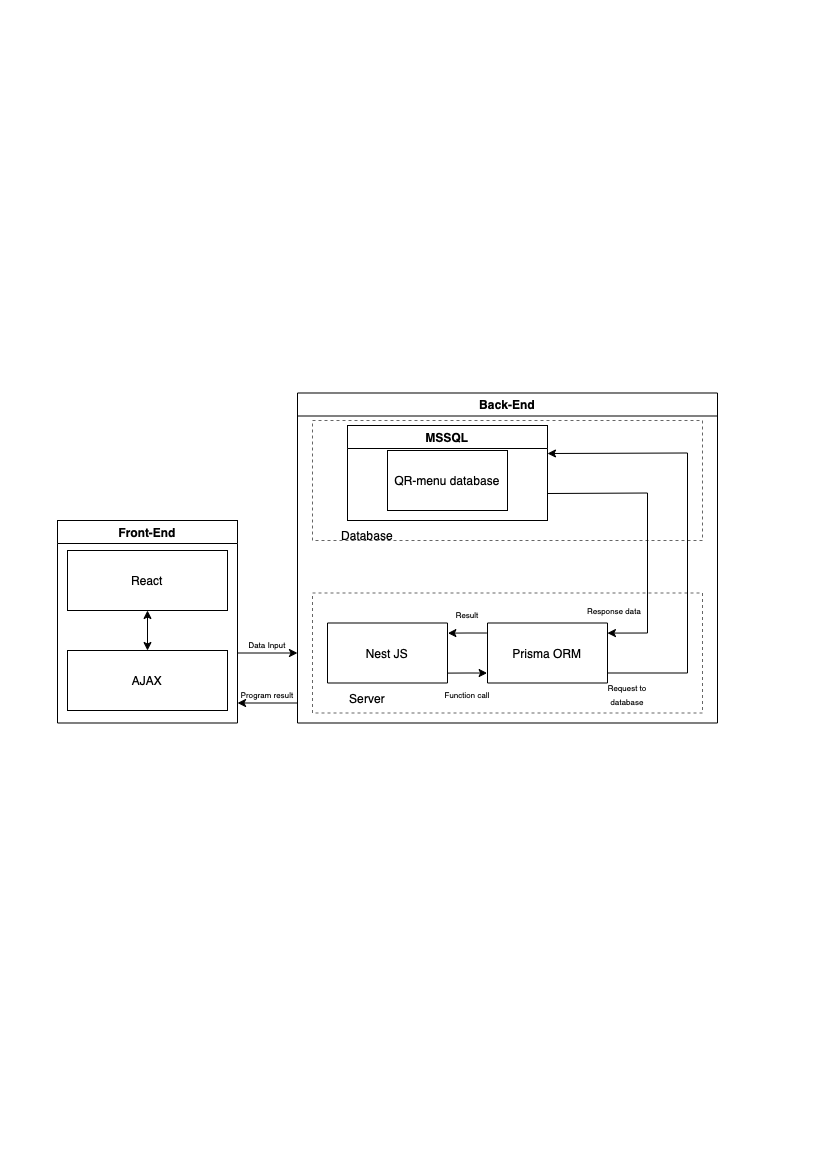 Back-End
MSSQL
QR-menu database
Database
Front-End
React
AJAX
Data Input
Program result
Result
Response data
Nest JS
Prisma ORM
Function call
Request to
database
Server